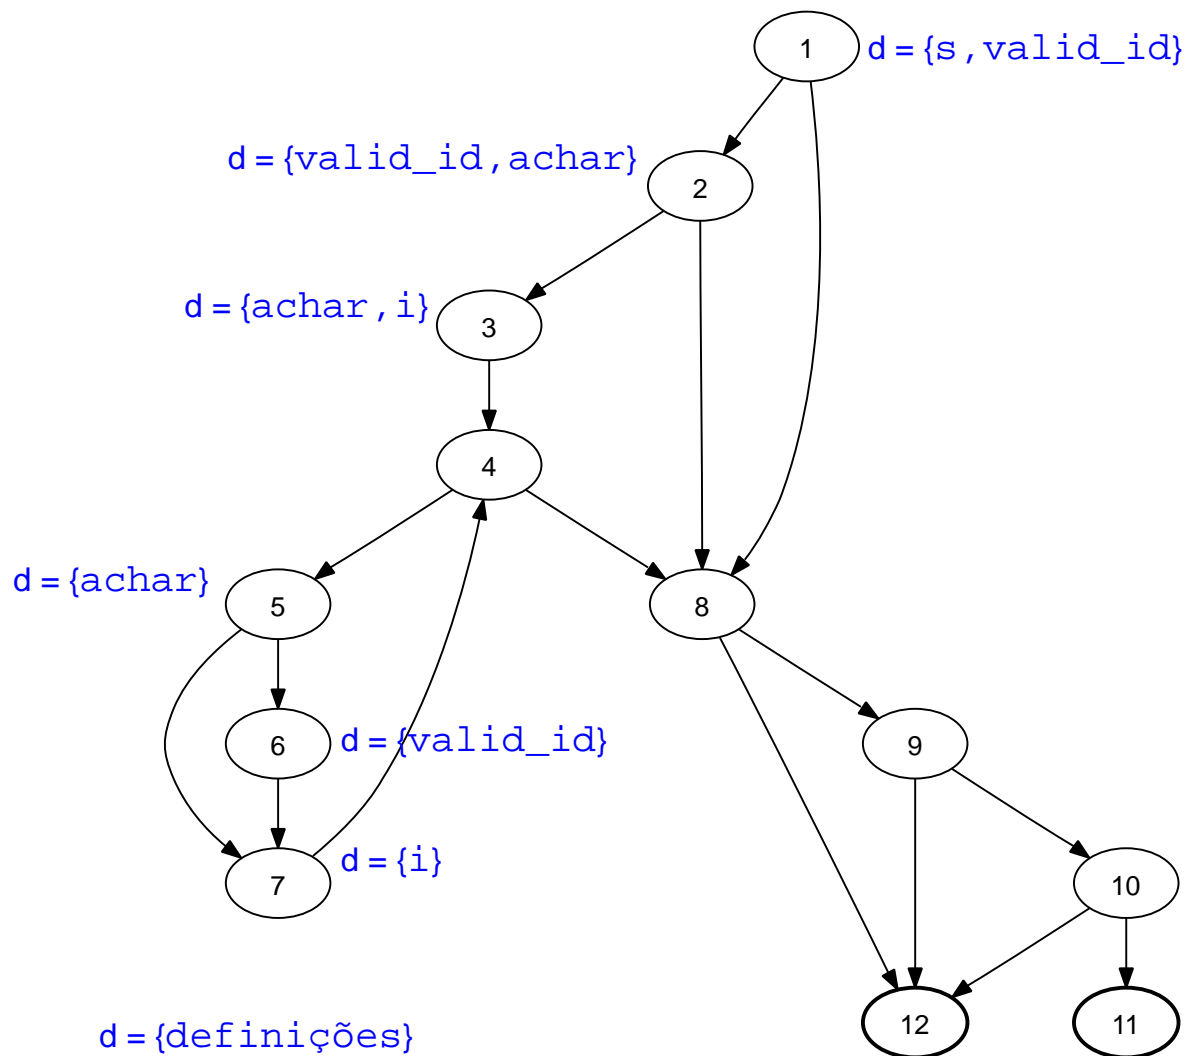 1 d = {s,valid_id}
d = {valid_id,achar} 2
d = {achar,i} 3
4
d = {achar} 5 8
6 d = {valid_id} 9
d = {i}
7 10
12 11
d = {definições}